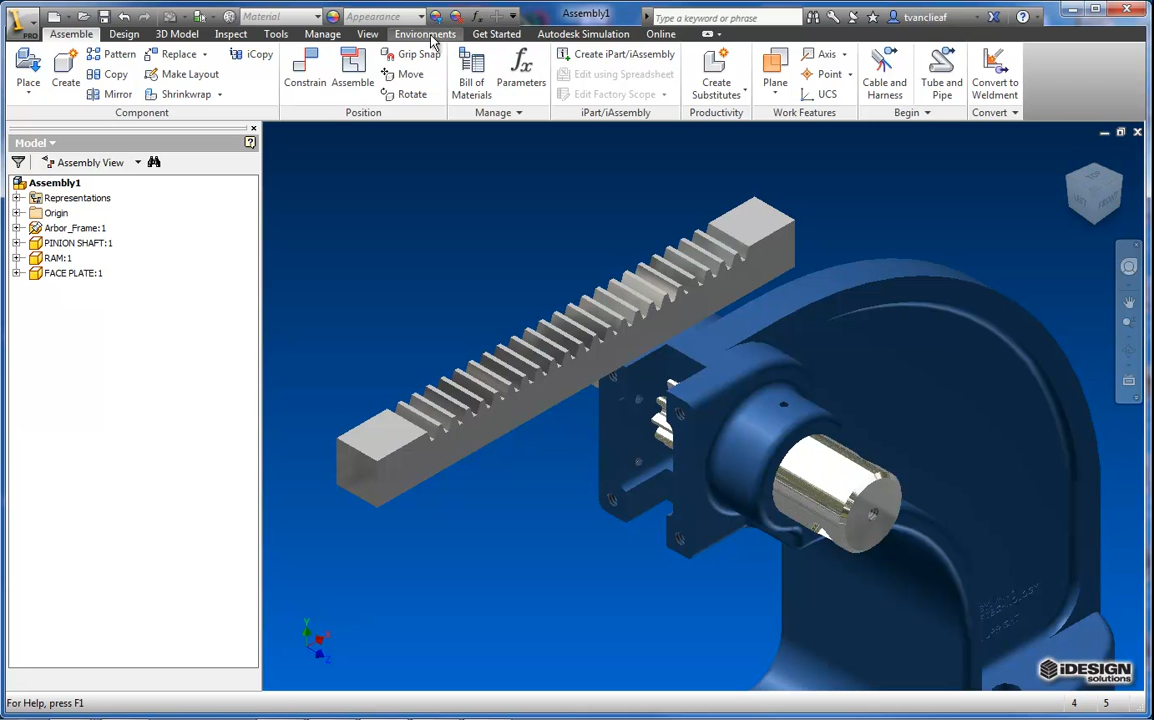 PRO
Material
Appearance
Assembly1
Type a keyword or phrase
tvanclieaf
Assemble Design 3D Model Inspect Tools Manage View Environments Get Started Autodesk Simulation Online
Place
Create
Pattern
Copy
Mirror
Replace
Make Layout
Shrinkwrap
iCopy
Component
Constrain
Assemble
Grip Snap
Move
Rotate
Position
Bill of
Materials
Parameters
Manage
Create iPart/iAssembly
Edit using Spreadsheet
Edit Factory Scope
iPart/iAssembly
Create
Substitutes
Productivity
Plane
Axis
Point
UCS
Work Features
Cable and
Harness
Tube and
Pipe
Begin
Convert to
Weldment
Convert
Model
Assembly View
Assembly1
Representations
Origin
Arbor_Frame:1
PINION SHAFT:1
RAM:1
FACE PLATE:1
TOP
LEFT
FRONT
Y
X
Z
iDESIGN
solutions
For Help, press F1
4 5